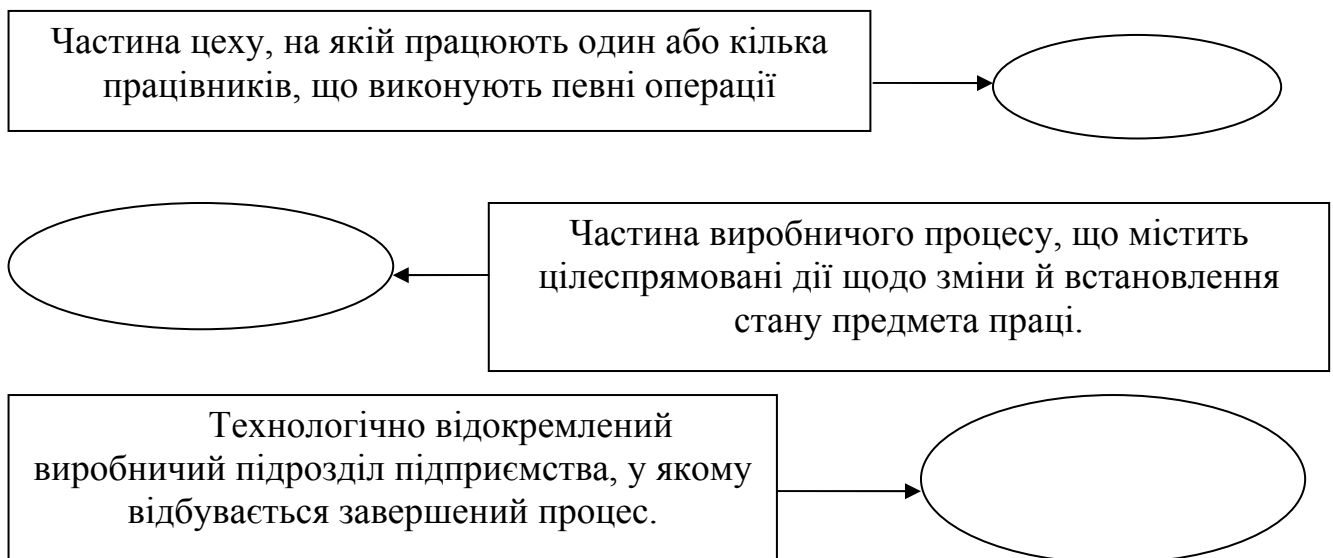 Частина цеху, на якій працюють один або кілька
працівників, що виконують певні операції
Частина виробничого процесу, що містить
цілеспрямовані дії щодо зміни й встановлення
стану предмета праці.
Технологічно відокремлений
виробничий підрозділ підприємства, у якому
відбувається завершений процес.